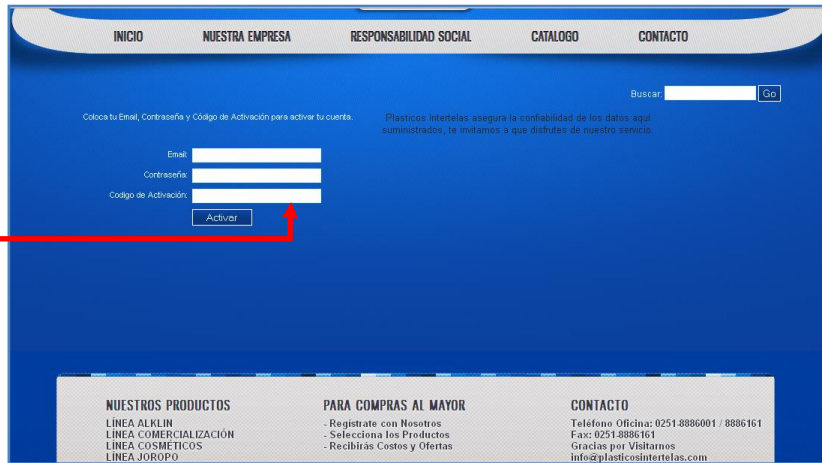 INICIO NUESTRA EMPRESA RESPONSABILIDAD SOCIAL CATALOGO CONTACTO
Buscar: Go
Coloca tu Email, Contraseña y Código de Activación para activar tu cuenta.
Plasticos Intertelas asegura la confiabilidad de los datos aqui
suministrados, te invitamos a que disfrutes de nuestro servicio.
Email:
Contraseña:
Codigo de Activación:
Activar
NUESTROS PRODUCTOS
LÍNEA ALKLIN
LÍNEA COMERCIALIZACIÓN
LÍNEA COSMÉTICOS
LÍNEA JOROPO
PARA COMPRAS AL MAYOR
- Registrate con Nosotros
- Selecciona los Productos
- Recibirás Costos y Ofertas
CONTACTO
Teléfono Oficina: 0251-8886001 / 8886161
Fax: 0251-8886161
Gracias por Visitarnos
info@plasticosintertelas.com